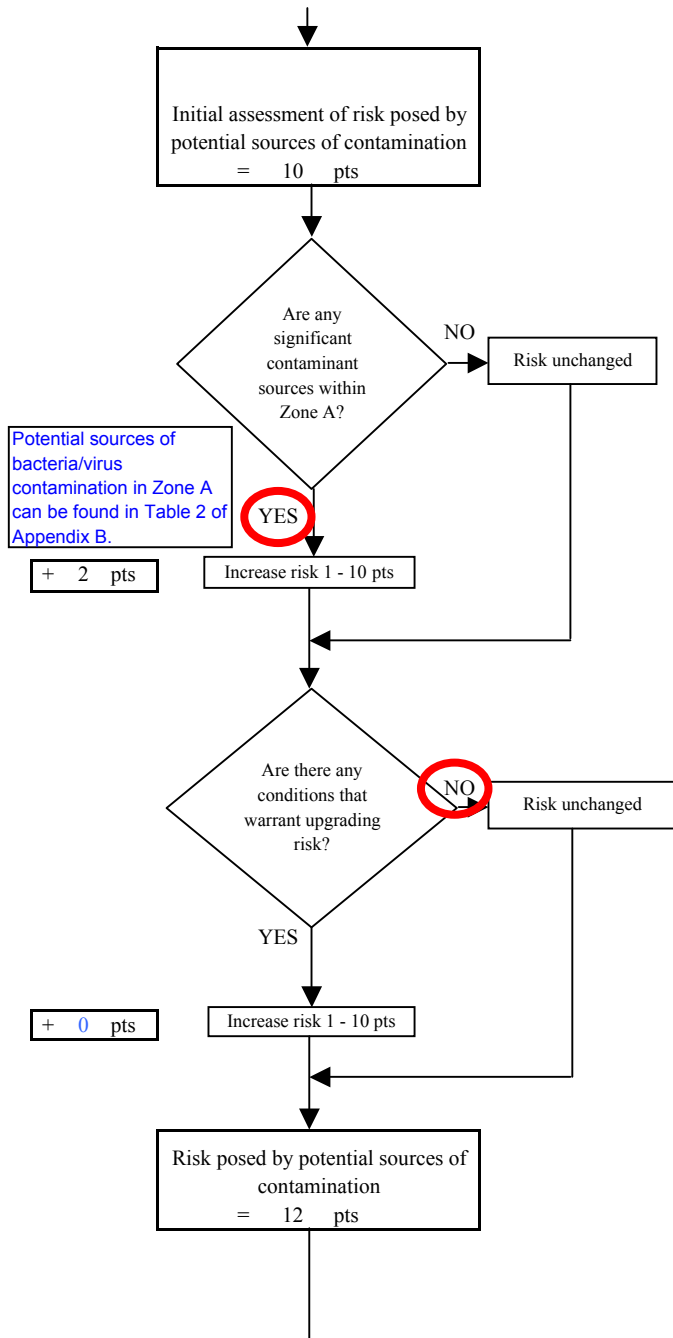 Initial assessment of risk posed by
potential sources of contamination
= 10 pts
Are any
significant
contaminant
sources within
Zone A?
NO
Risk unchanged
Potential sources of
bacteria/virus
contamination in Zone A
can be found in Table 2 of
Appendix B.
YES
+ 2 pts
Increase risk 1 - 10 pts
Are there any
conditions that
warrant upgrading
risk?
NO
Risk unchanged
YES
+ 0 pts
Increase risk 1 - 10 pts
Risk posed by potential sources of
contamination
= 12 pts